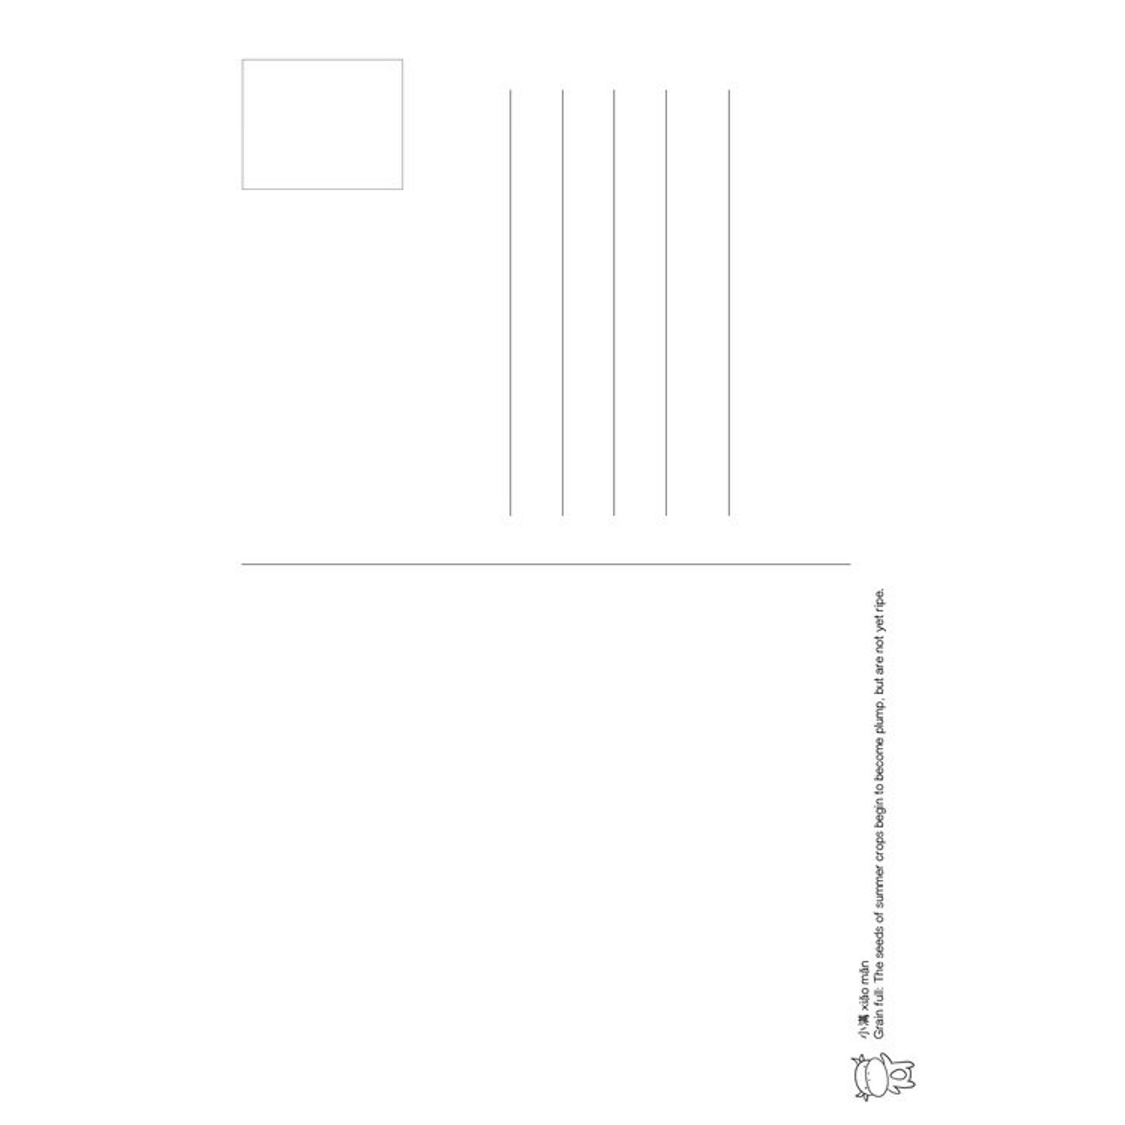 小滿 xiǎo mǎn
Grain full: The seeds of summer crops begin to become plump, but are not yet ripe.